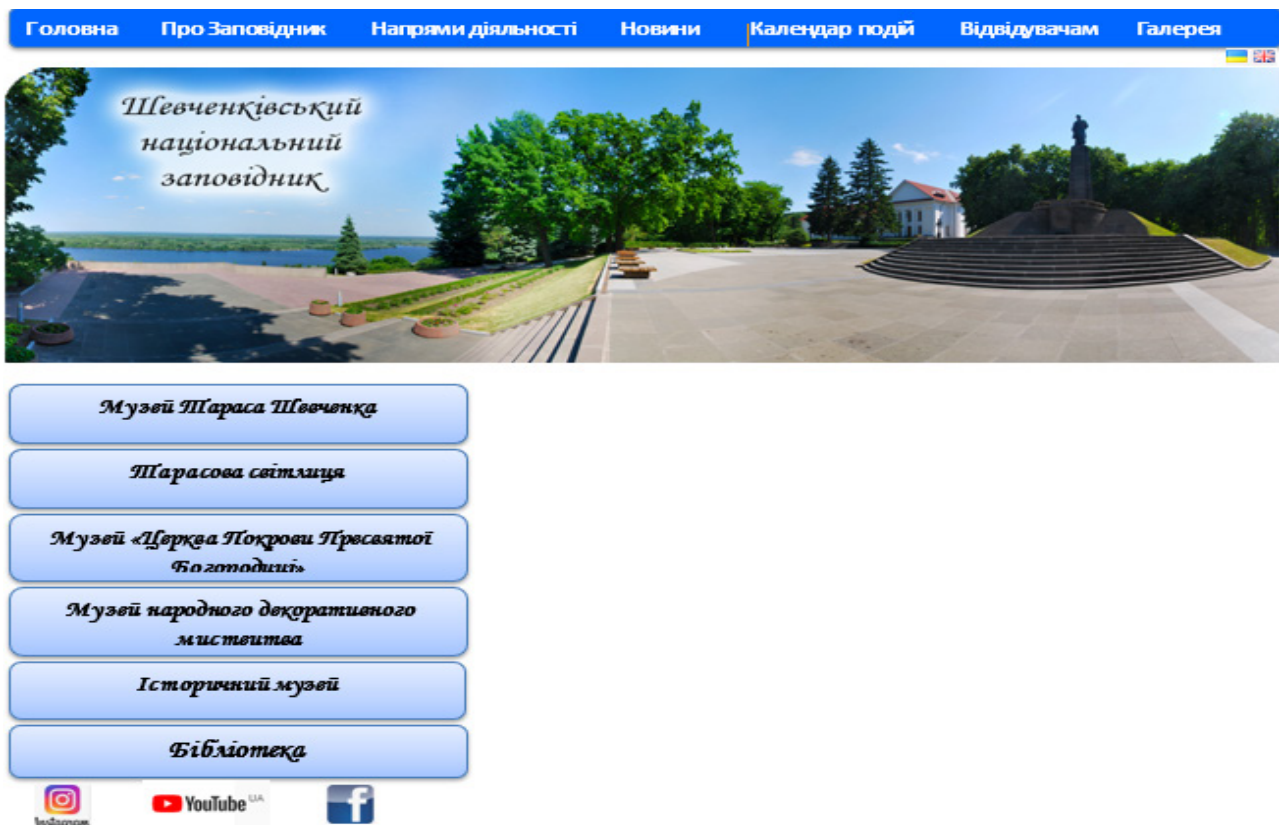 Головна Про Заповідник Напрями діяльності Новини Календар подій Відвідувачам Галерея
Шевченківський
національний
заповідник
Музей Тараса Шевченка
Тарасова світлиця
Музей «Церква Покрови Пресвятої
Богородиці»
Музей народного декоративного
мистецтва
Історичний музей
Бібліотека
Instagram YouTube UA f